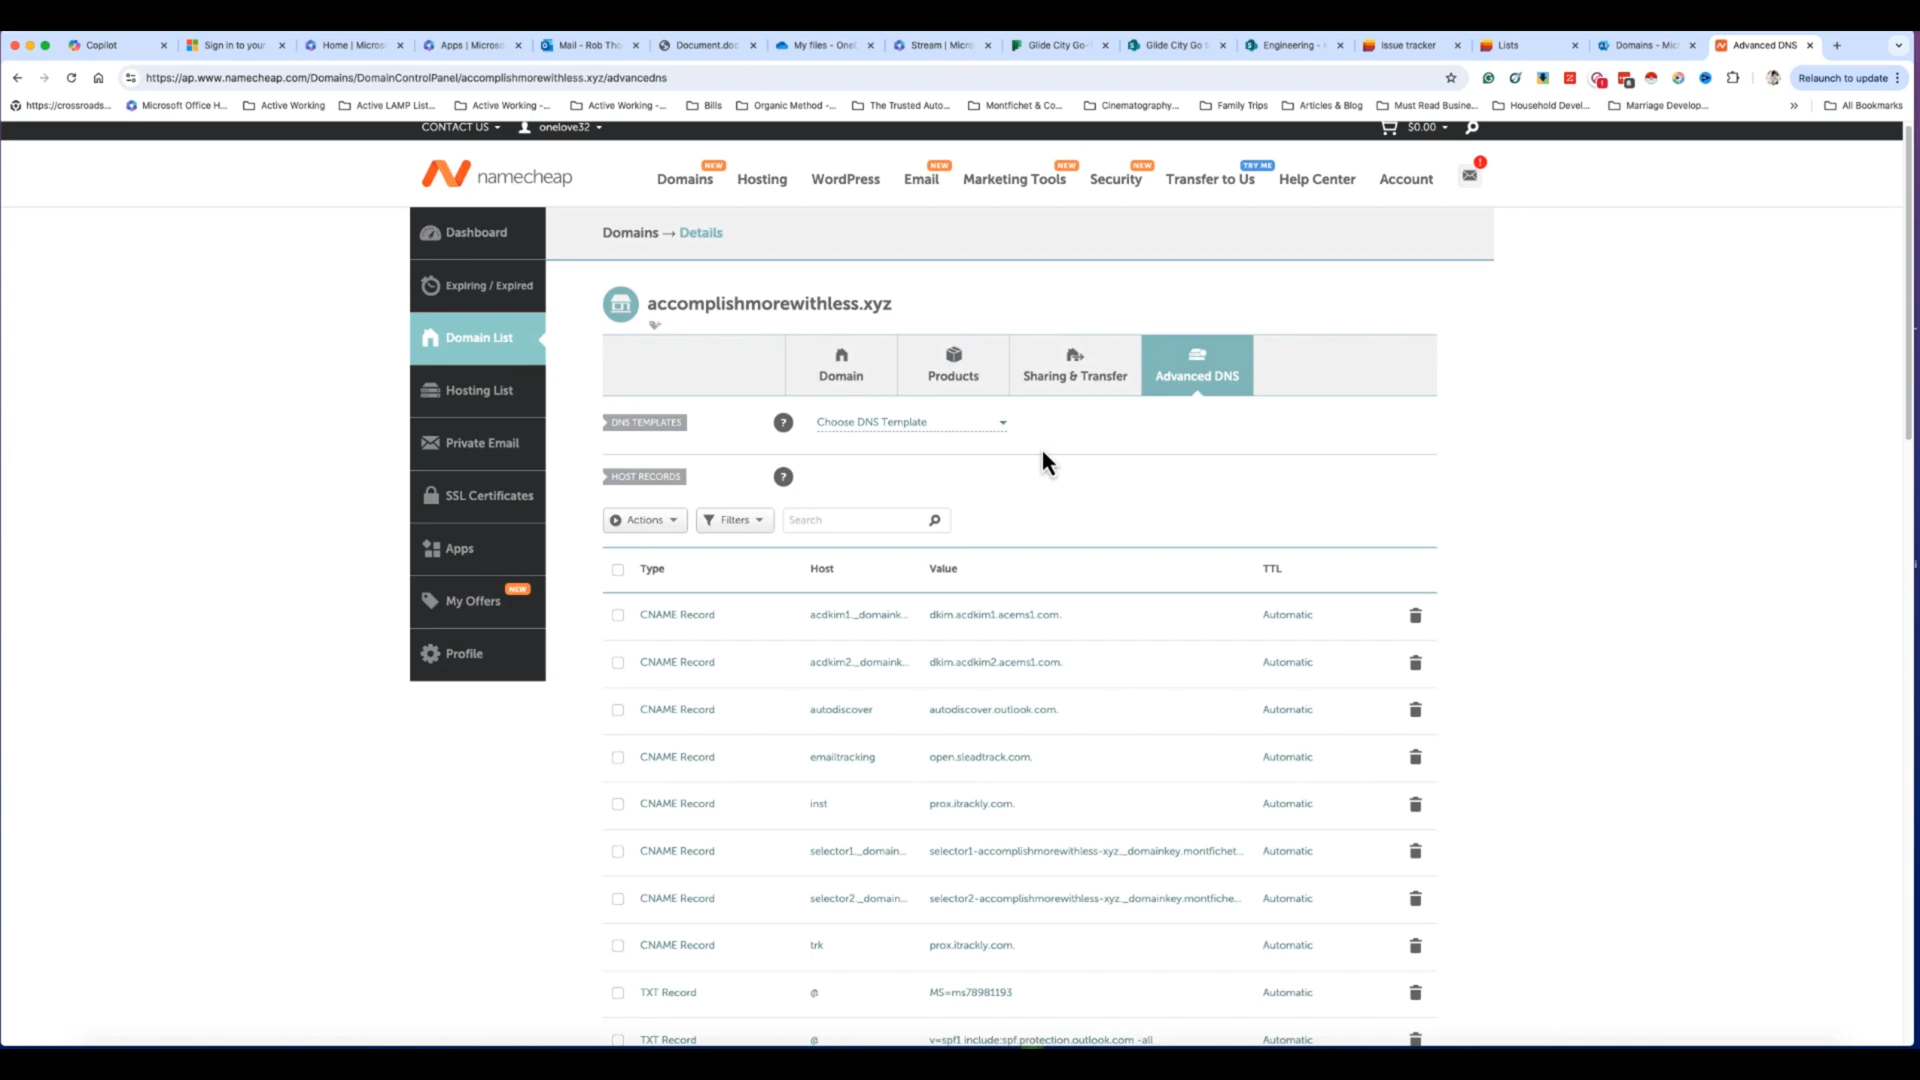 Copilot
Sign in to your
Home | Micros
Apps | Micros
Mail - Rob Tho
Document.doc
My files - One
Stream | Micr
Glide City Go
Glide City Go
Engineering -
Issue tracker
Lists
Domains - Mic
Advanced DNS
https://ap.www.namecheap.com/Domains/DomainControlPanel/accomplishmorewithless.xyz/advancedns
Relaunch to update
https://crossroads...
Microsoft Office H...
Active Working
Active LAMP List...
Active Working -...
Active Working -...
Bills
Organic Method -...
The Trusted Auto...
Montfichet & Co...
Cinematography...
Family Trips
Articles & Blog
Must Read Busine...
Household Devel...
Marriage Develop...
All Bookmarks
CONTACT US
onelove32
$0.00
namecheap
NEW
Domains
Hosting
WordPress
NEW
Email
NEW
Marketing Tools
NEW
Security
TRY ME
Transfer to Us
Help Center
Account
Dashboard
Expiring / Expired
Domain List
Hosting List
Private Email
SSL Certificates
Apps
My Offers
NEW
Profile
Domains → Details
accomplishmorewithless.xyz
Domain
Products
Sharing & Transfer
Advanced DNS
DNS TEMPLATES
?
Choose DNS Template
HOST RECORDS
?
Actions
Filters
Search
Type Host Value TTL
CNAME Record acdkim1._domaink... dkim.acdkim1.acems1.com. Automatic
CNAME Record acdkim2._domaink... dkim.acdkim2.acems1.com. Automatic
CNAME Record autodiscover autodiscover.outlook.com. Automatic
CNAME Record emailtracking open.sleadtrack.com. Automatic
CNAME Record inst prox.itrackly.com. Automatic
CNAME Record selector1._domain... selector1-accomplishmorewithless-xyz._domainkey.montfichet... Automatic
CNAME Record selector2._domain... selector2-accomplishmorewithless-xyz._domainkey.montfiche... Automatic
CNAME Record trk prox.itrackly.com. Automatic
TXT Record @ MS=ms78981193 Automatic
TXT Record @ v=spf1 include:spf.protection.outlook.com -all Automatic